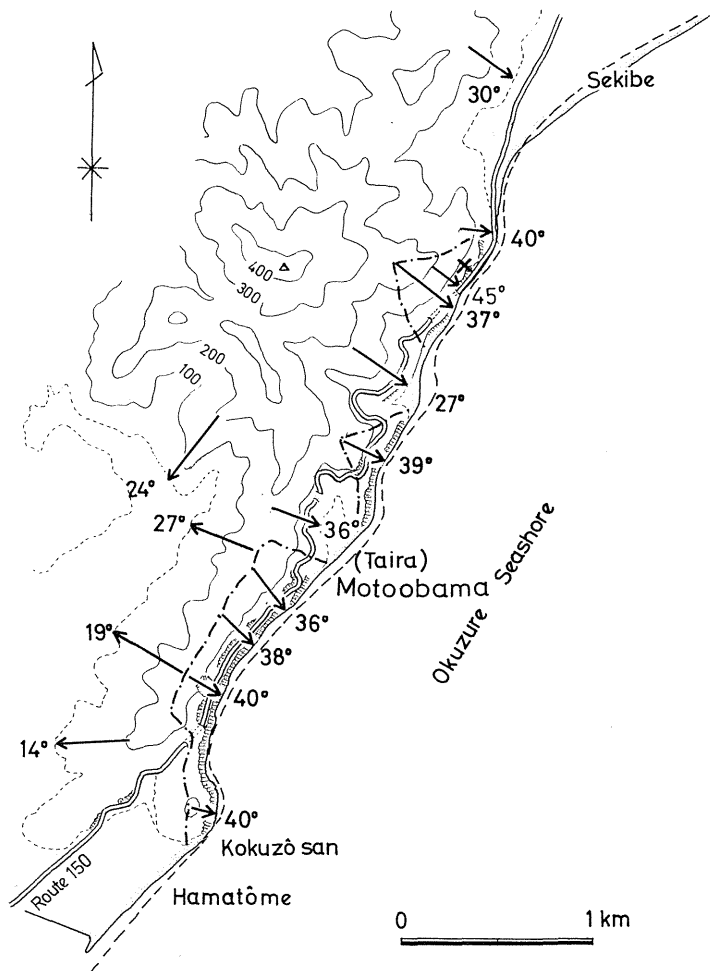 Sekibe
30°
40°
400
300
45°
37°
200
100
27°
39°
24°
27°
36°
(Taira)
Motoobama
36°
Okuzure Seashore
19°
38°
40°
14°
40°
Kokuzô san
Route 150
Hamatôme
0 1 km